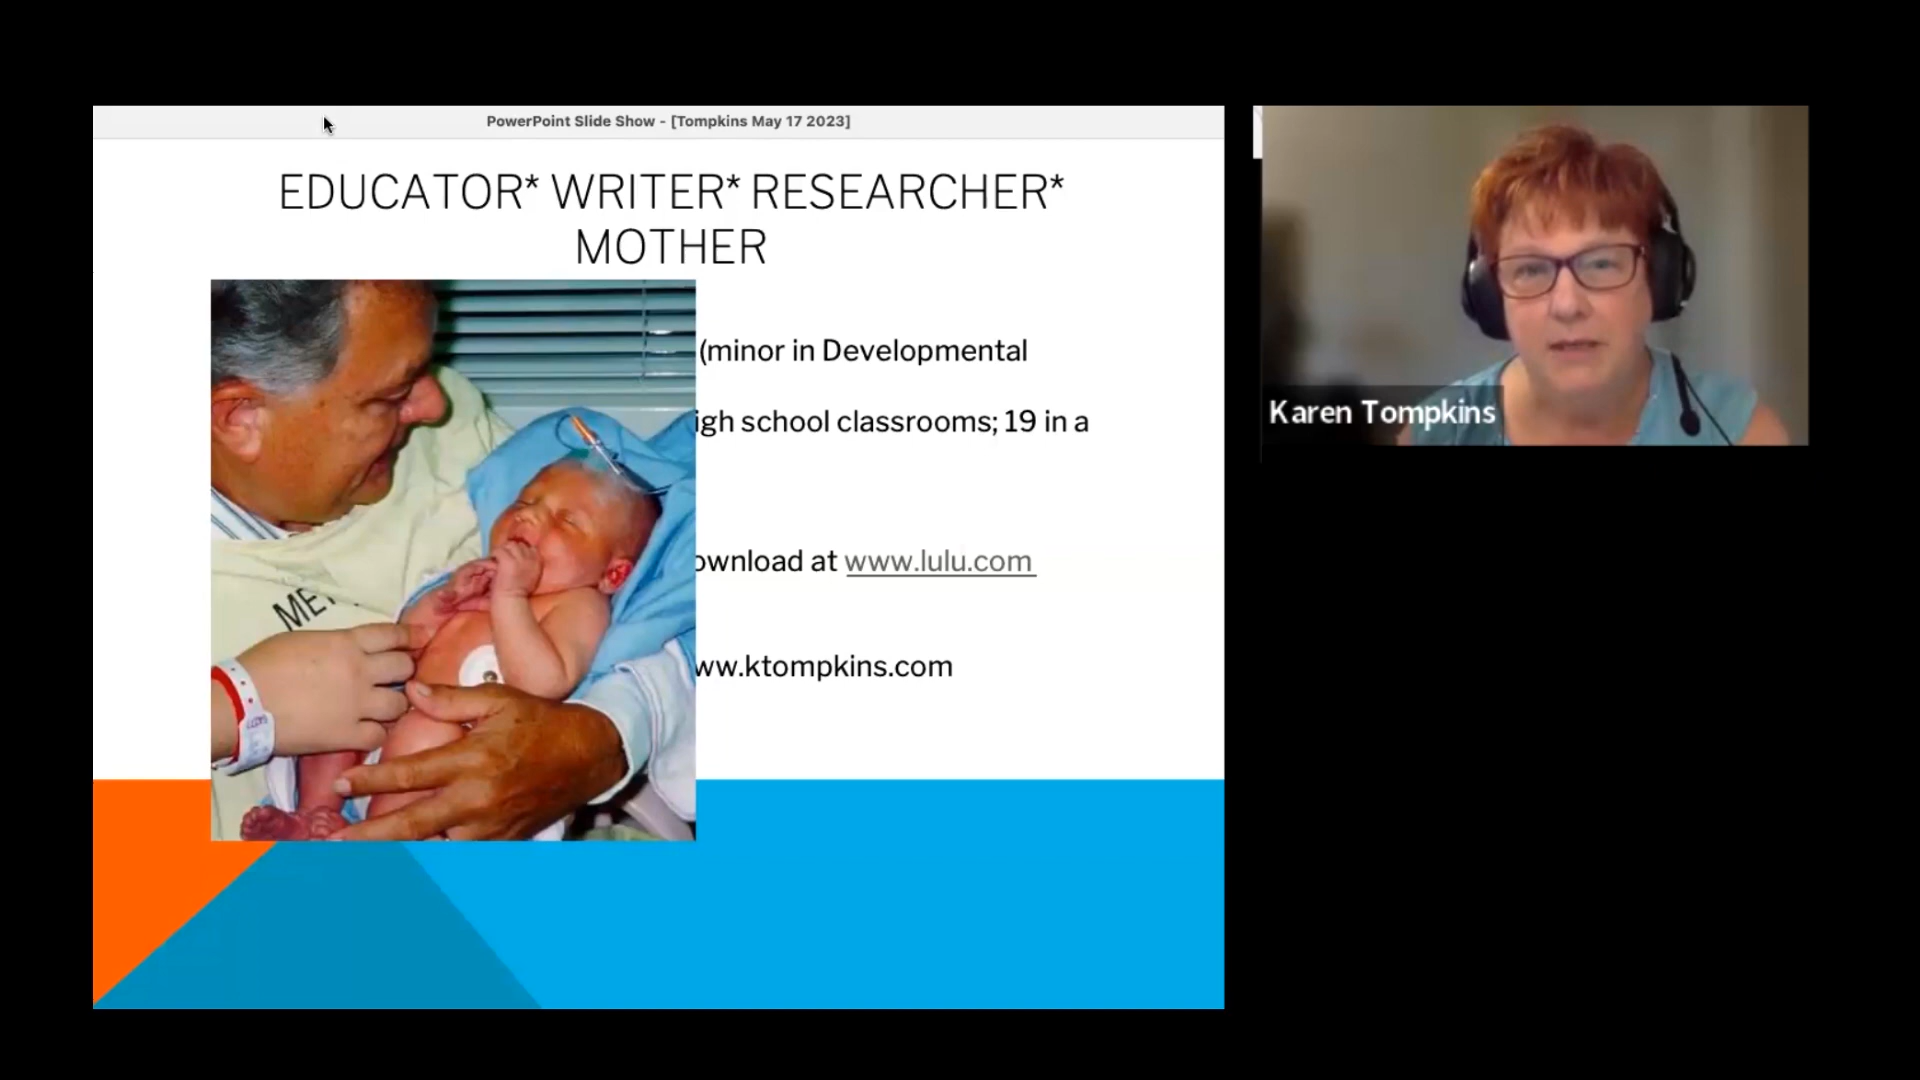 PowerPoint Slide Show - [Tompkins May 17 2023]
EDUCATOR* WRITER* RESEARCHER*
MOTHER
(minor in Developmental
igh school classrooms; 19 in a
ownload at www.lulu.com
ww.ktompkins.com
Karen Tompkins